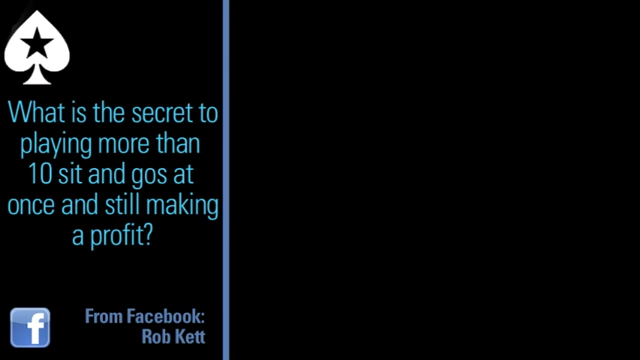 What is the secret to
playing more than
10 sit and gos at
once and still making
a profit?
From Facebook:
Rob Kett